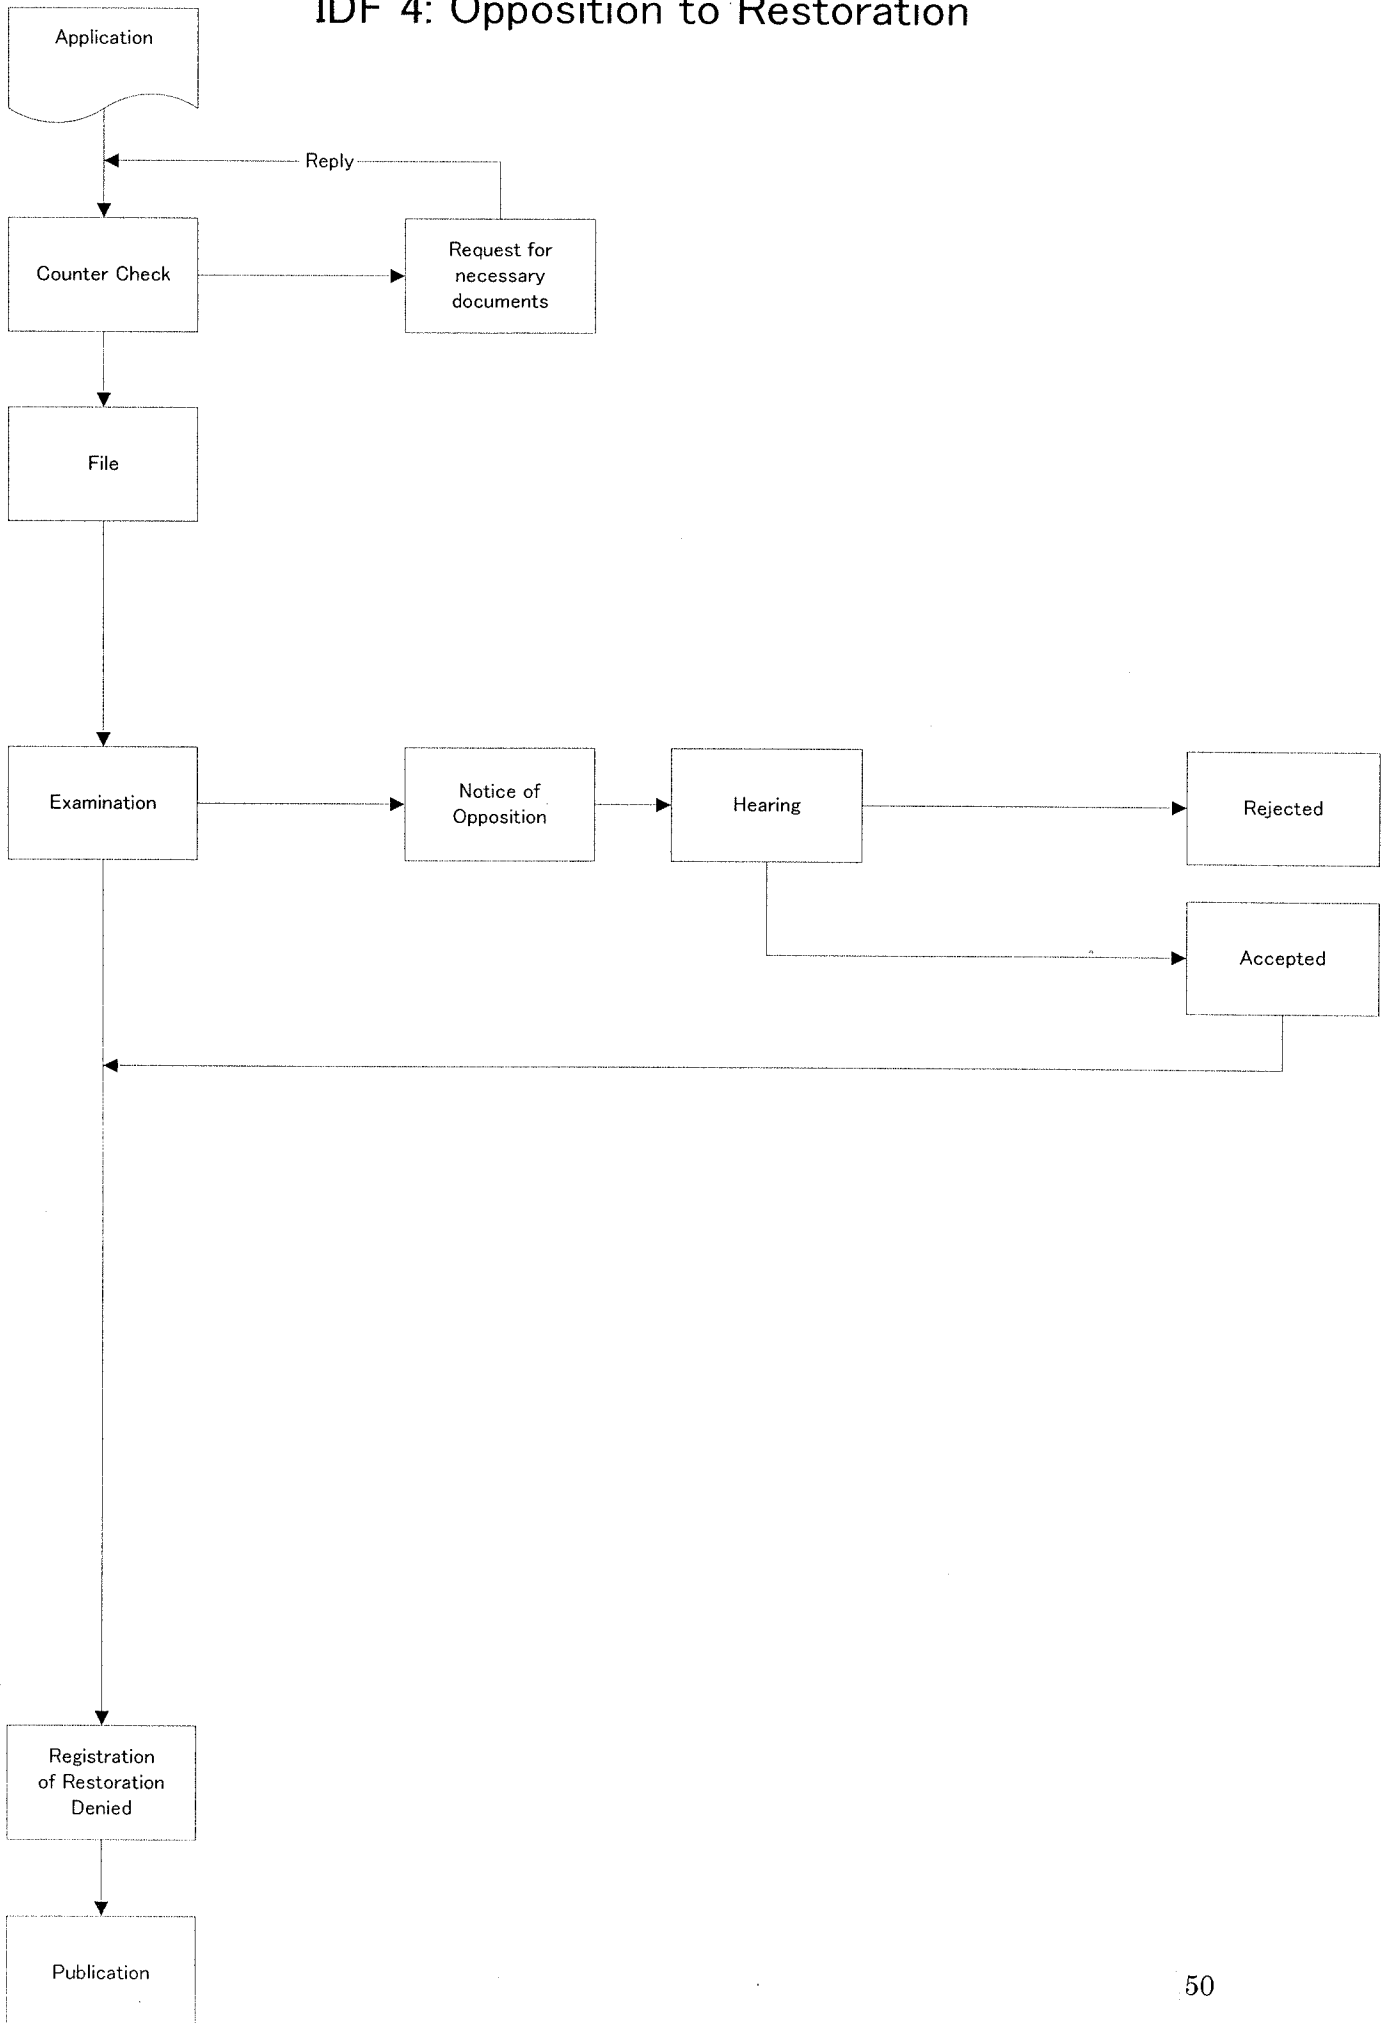 IDF 4: Opposition to Restoration
Application
Reply
Counter Check
Request for
necessary
documents
File
Examination
Notice of
Opposition
Hearing
Rejected
Accepted
Registration
of Restoration
Denied
Publication
50